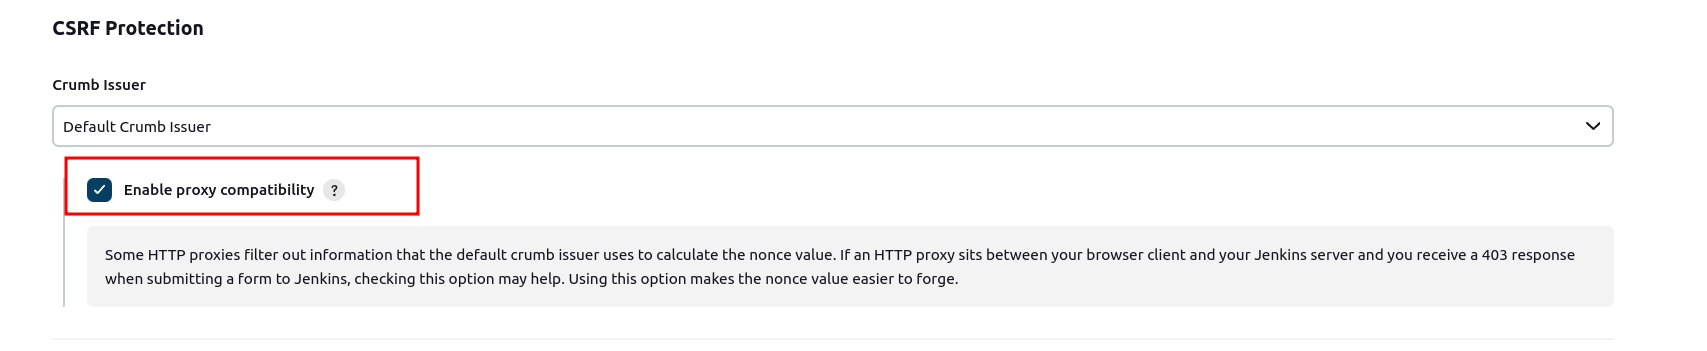 CSRF Protection
Crumb Issuer
Default Crumb Issuer
Enable proxy compatibility ?
Some HTTP proxies filter out information that the default crumb issuer uses to calculate the nonce value. If an HTTP proxy sits between your browser client and your Jenkins server and you receive a 403 response
when submitting a form to Jenkins, checking this option may help. Using this option makes the nonce value easier to forge.